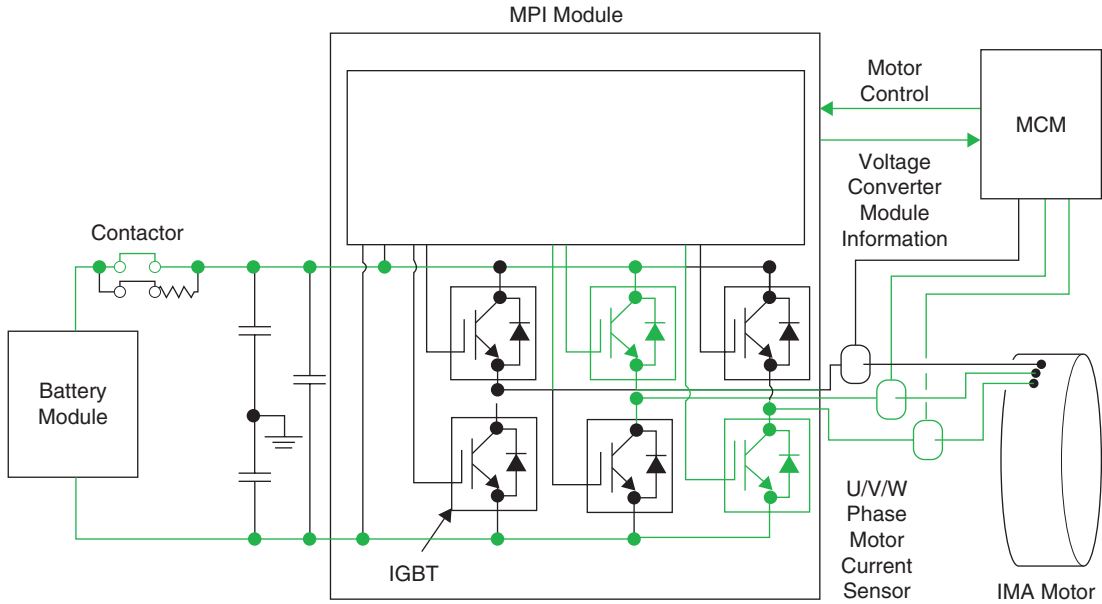 MPI Module
Motor
Control
MCM
Voltage
Converter
Module
Information
Contactor
Battery
Module
IGBT
U/V/W
Phase
Motor
Current
Sensor
IMA Motor